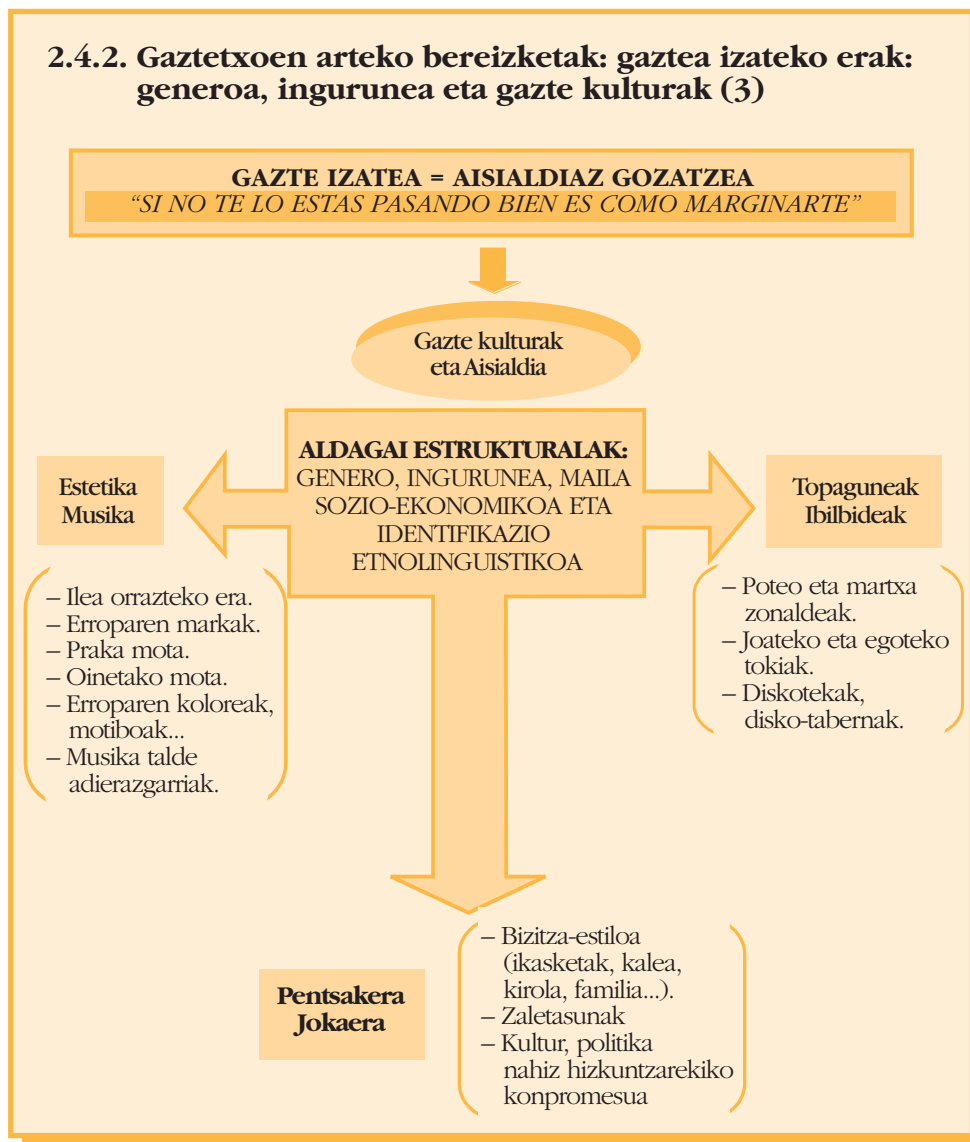 2.4.2. Gaztetxoen arteko bereizketak: gaztea izateko erak:
generoa, ingurunea eta gazte kulturak (3)
GAZTE IZATEA = AISIALDIAZ GOZATZEA
“SI NO TE LO ESTAS PASANDO BIEN ES COMO MARGINARTE”
Gazte kulturak
eta Aisialdia
ALDAGAI ESTRUKTURALAK:
GENERO, INGURUNEA, MAILA
SOZIO-EKONOMIKOA ETA
IDENTIFIKAZIO
ETNOLINGUISTIKOA
Estetika
Musika
– Ilea orrazteko era.
– Erroparen markak.
– Praka mota.
– Oinetako mota.
– Erroparen koloreak,
motiboak...
– Musika talde
adierazgarriak.
Topaguneak
Ibilbideak
– Poteo eta martxa
zonaldeak.
– Joateko eta egoteko
tokiak.
– Diskotekak,
disko-tabernak.
Pentsakera
Jokaera
– Bizitza-estiloa
(ikasketak, kalea,
kirola, familia...).
– Zaletasunak
– Kultur, politika
nahiz hizkuntzarekiko
konpromesua